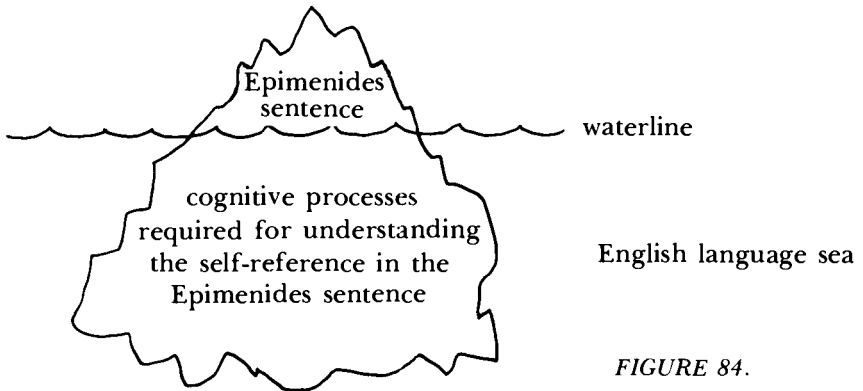 Epimenides
sentence
waterline
cognitive processes
required for understanding
the self-reference in the
Epimenides sentence
English language sea
FIGURE 84.